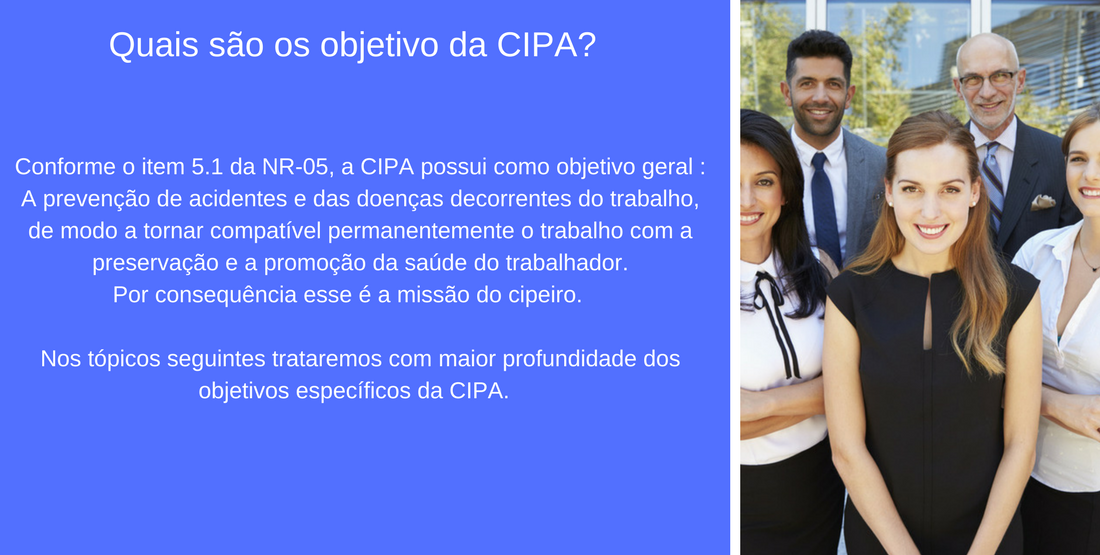 Quais são os objetivo da CIPA?
Conforme o item 5.1 da NR-05, a CIPA possui como objetivo geral :
A prevenção de acidentes e das doenças decorrentes do trabalho,
de modo a tornar compatível permanentemente o trabalho com a
preservação e a promoção da saúde do trabalhador.
Por consequência esse é a missão do cipeiro.
Nos tópicos seguintes trataremos com maior profundidade dos
objetivos específicos da CIPA.